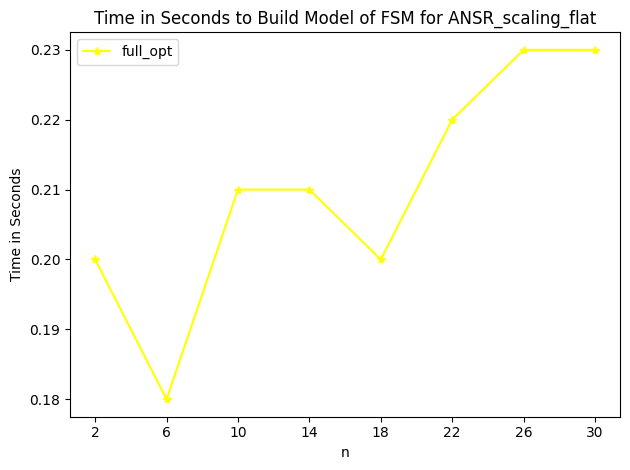 Time in Seconds to Build Model of FSM for ANSR_scaling_flat
full_opt
0.23
0.22
0.21
0.20
0.19
0.18
Time in Seconds
2 6 10 14 18 22 26 30
n